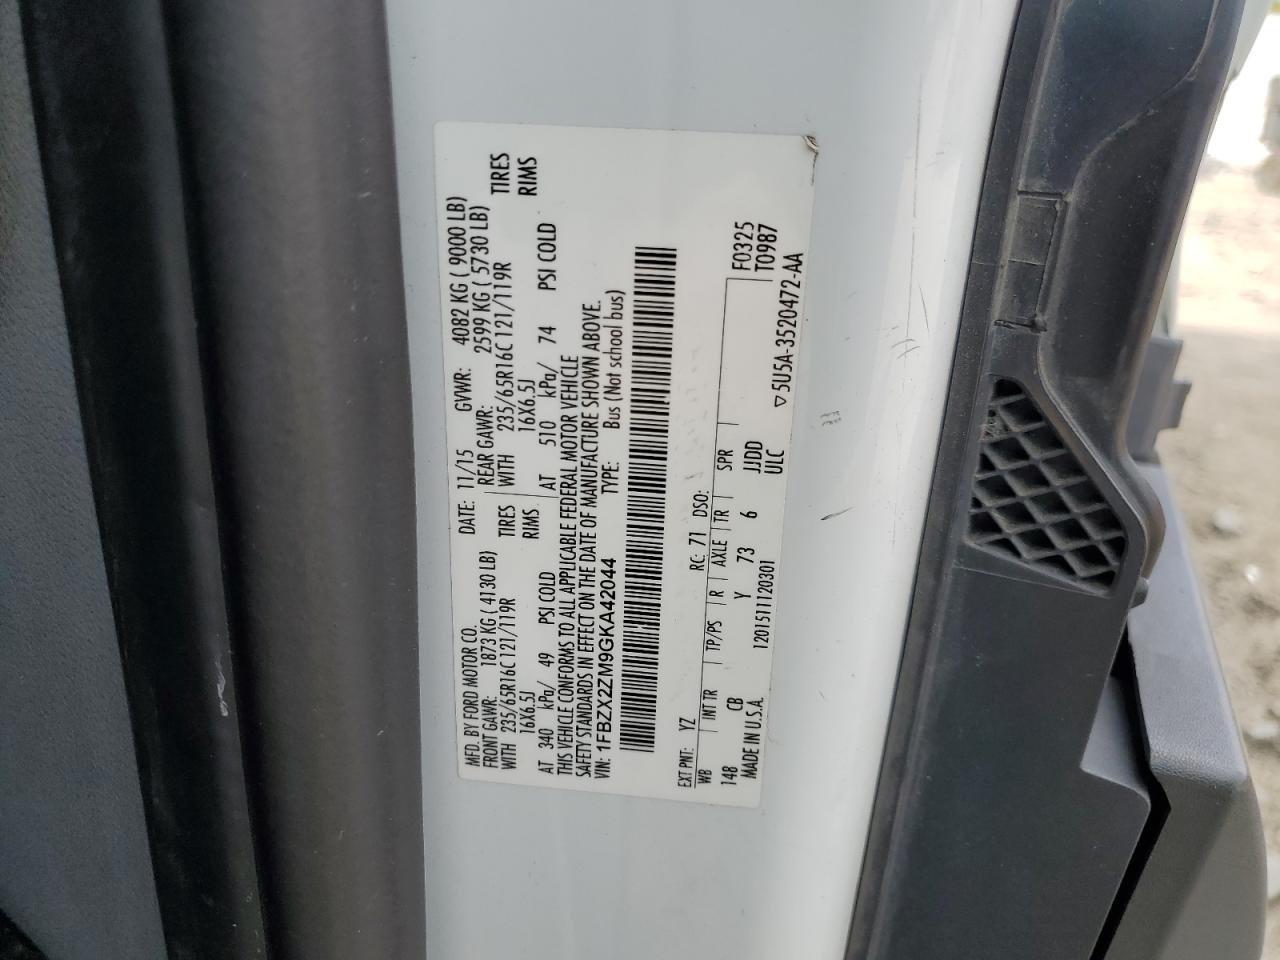 MFD. BY FORD MOTOR CO. DATE: 11/15 GVWR: 4082 KG ( 9000 LB)
FRONT GAWR: 1873 KG ( 4130 LB) REAR GAWR: 2599 KG ( 5730 LB)
WITH 235/65R16C 121/119R TIRES WITH 235/65R16C 121/119R TIRES
16X6.5J RIMS 16X6.5J RIMS
AT 340 kPa/ 49 PSI COLD AT 510 kPa/ 74 PSI COLD
THIS VEHICLE CONFORMS TO ALL APPLICABLE FEDERAL MOTOR VEHICLE
SAFETY STANDARDS IN EFFECT ON THE DATE OF MANUFACTURE SHOWN ABOVE.
VIN: 1FBZX2ZM9GKA42044 TYPE: Bus (Not school bus)
EXT PNT: YZ RC: 71 DSO:
WB INT TR TP/PS R AXLE TR SPR F0325
148 CB Y 73 6 JJDD T0987
MADE IN U.S.A. 1201511120301 ULC ▽5U5A-3520472-AA